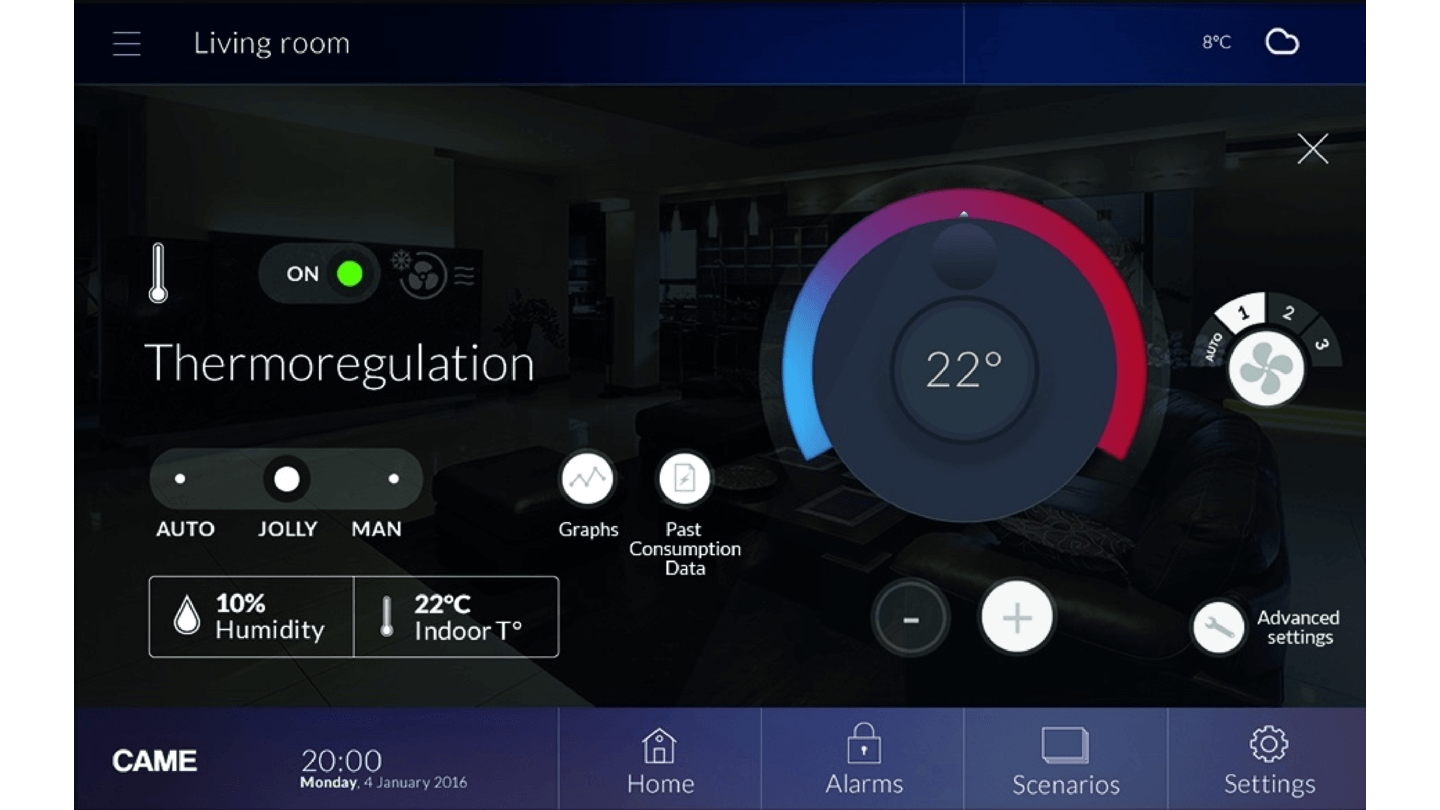 Living room
8°C
ON
Thermoregulation
22°
AUTO
1
2
3
AUTO JOLLY MAN
Graphs
Past
Consumption
Data
10%
Humidity
22°C
Indoor T°
-
+
Advanced
settings
CAME
20:00
Monday, 4 January 2016
Home
Alarms
Scenarios
Settings